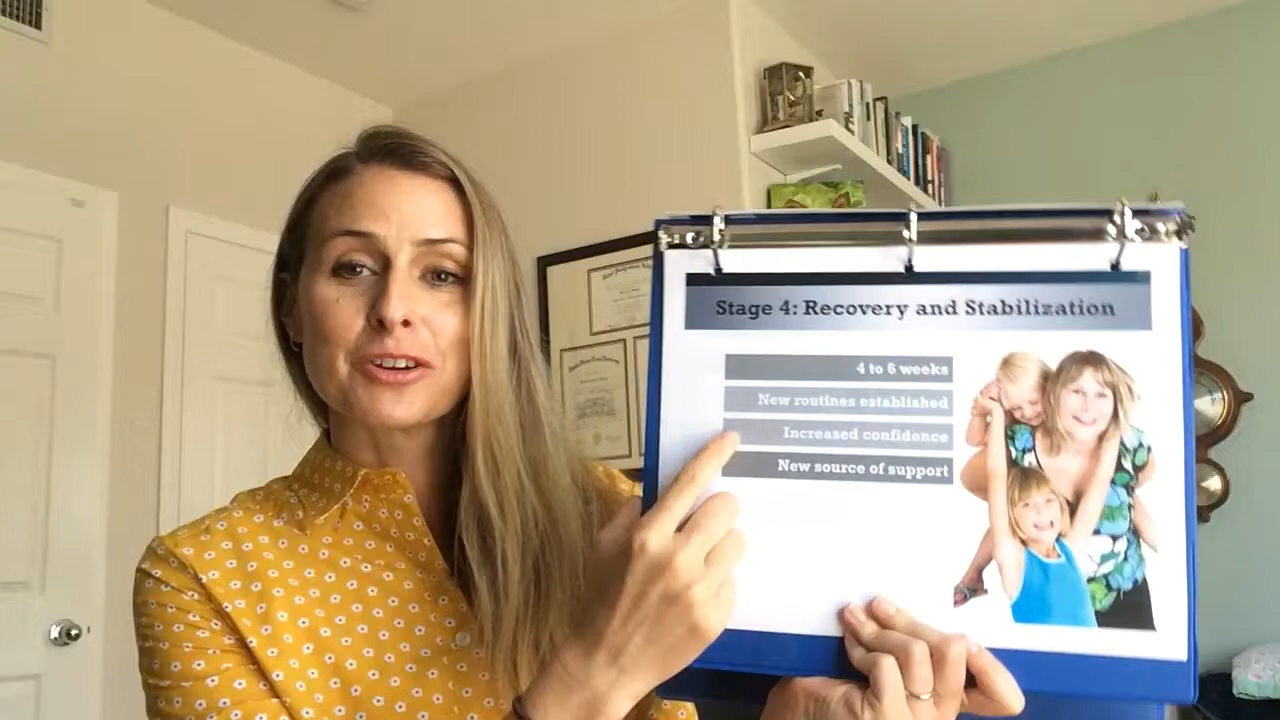 Stage 4: Recovery and Stabilization
4 to 6 weeks
New routines established
Increased confidence
New source of support